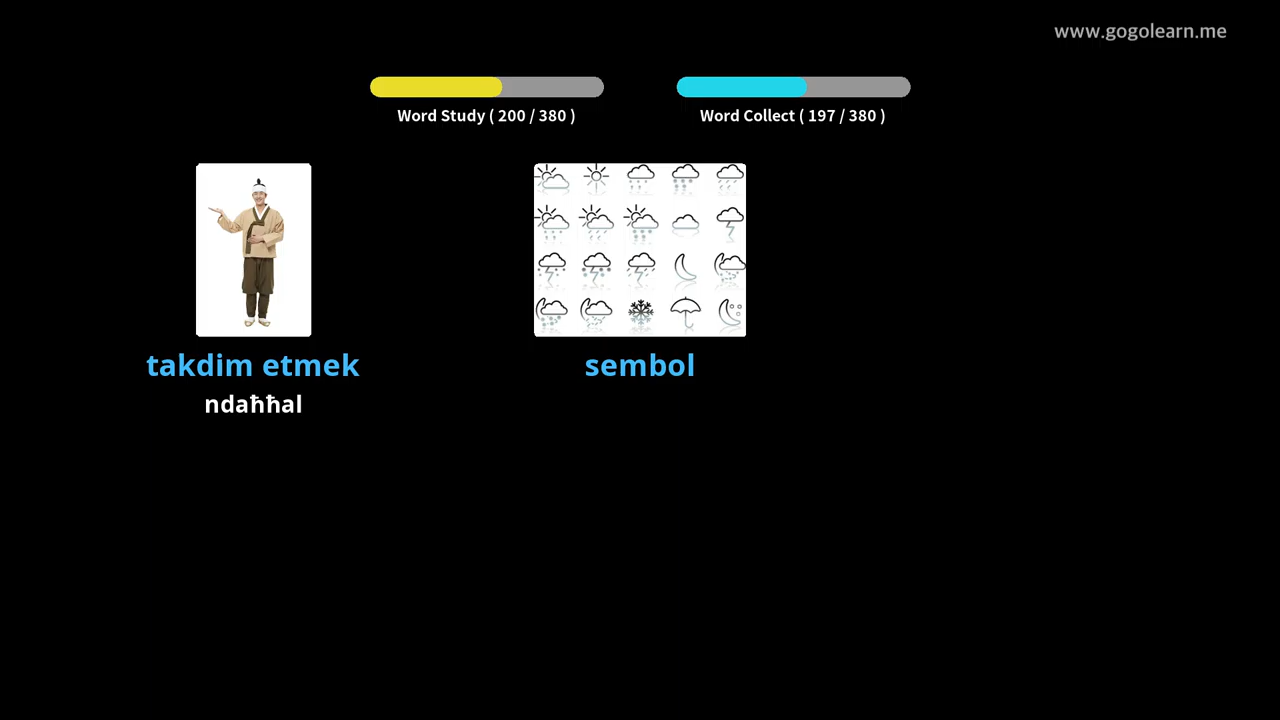 www.gogolearn.me
Word Study ( 200 / 380 )
Word Collect ( 197 / 380 )
takdim etmek
ndaħħal
sembol